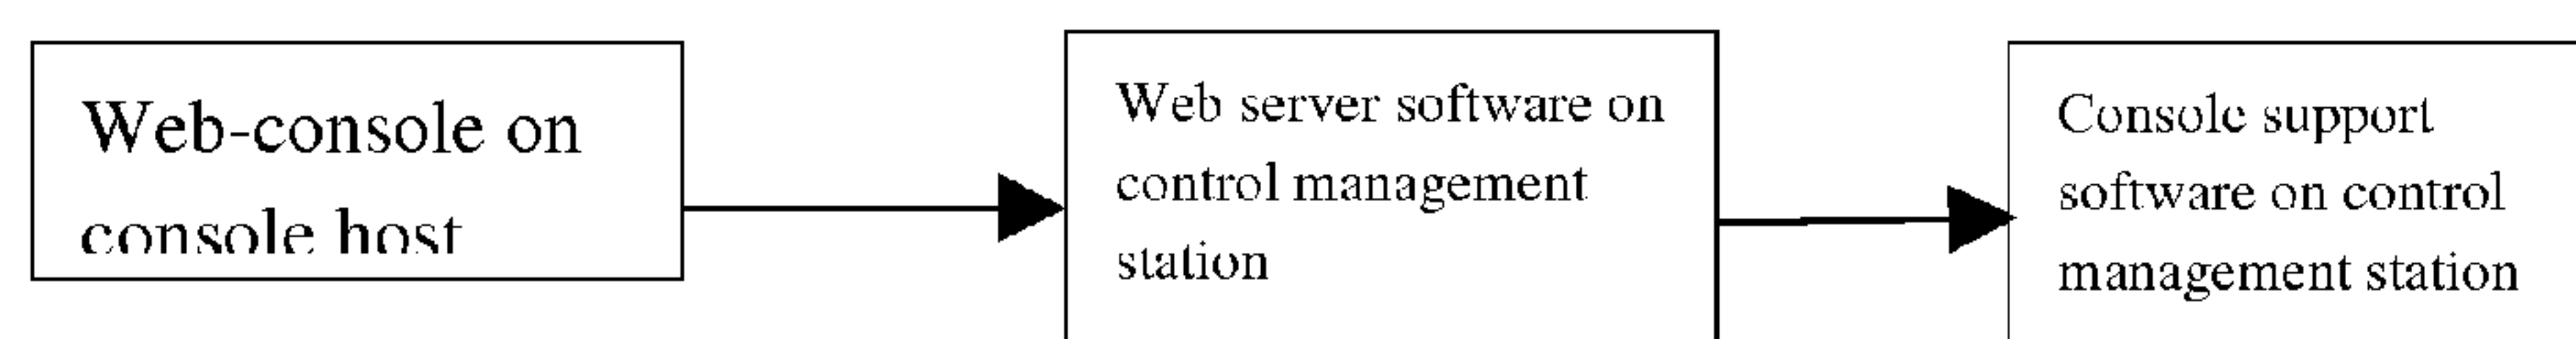 Web-console on
console host
Web server software on
control management
station
Console support
software on control
management station